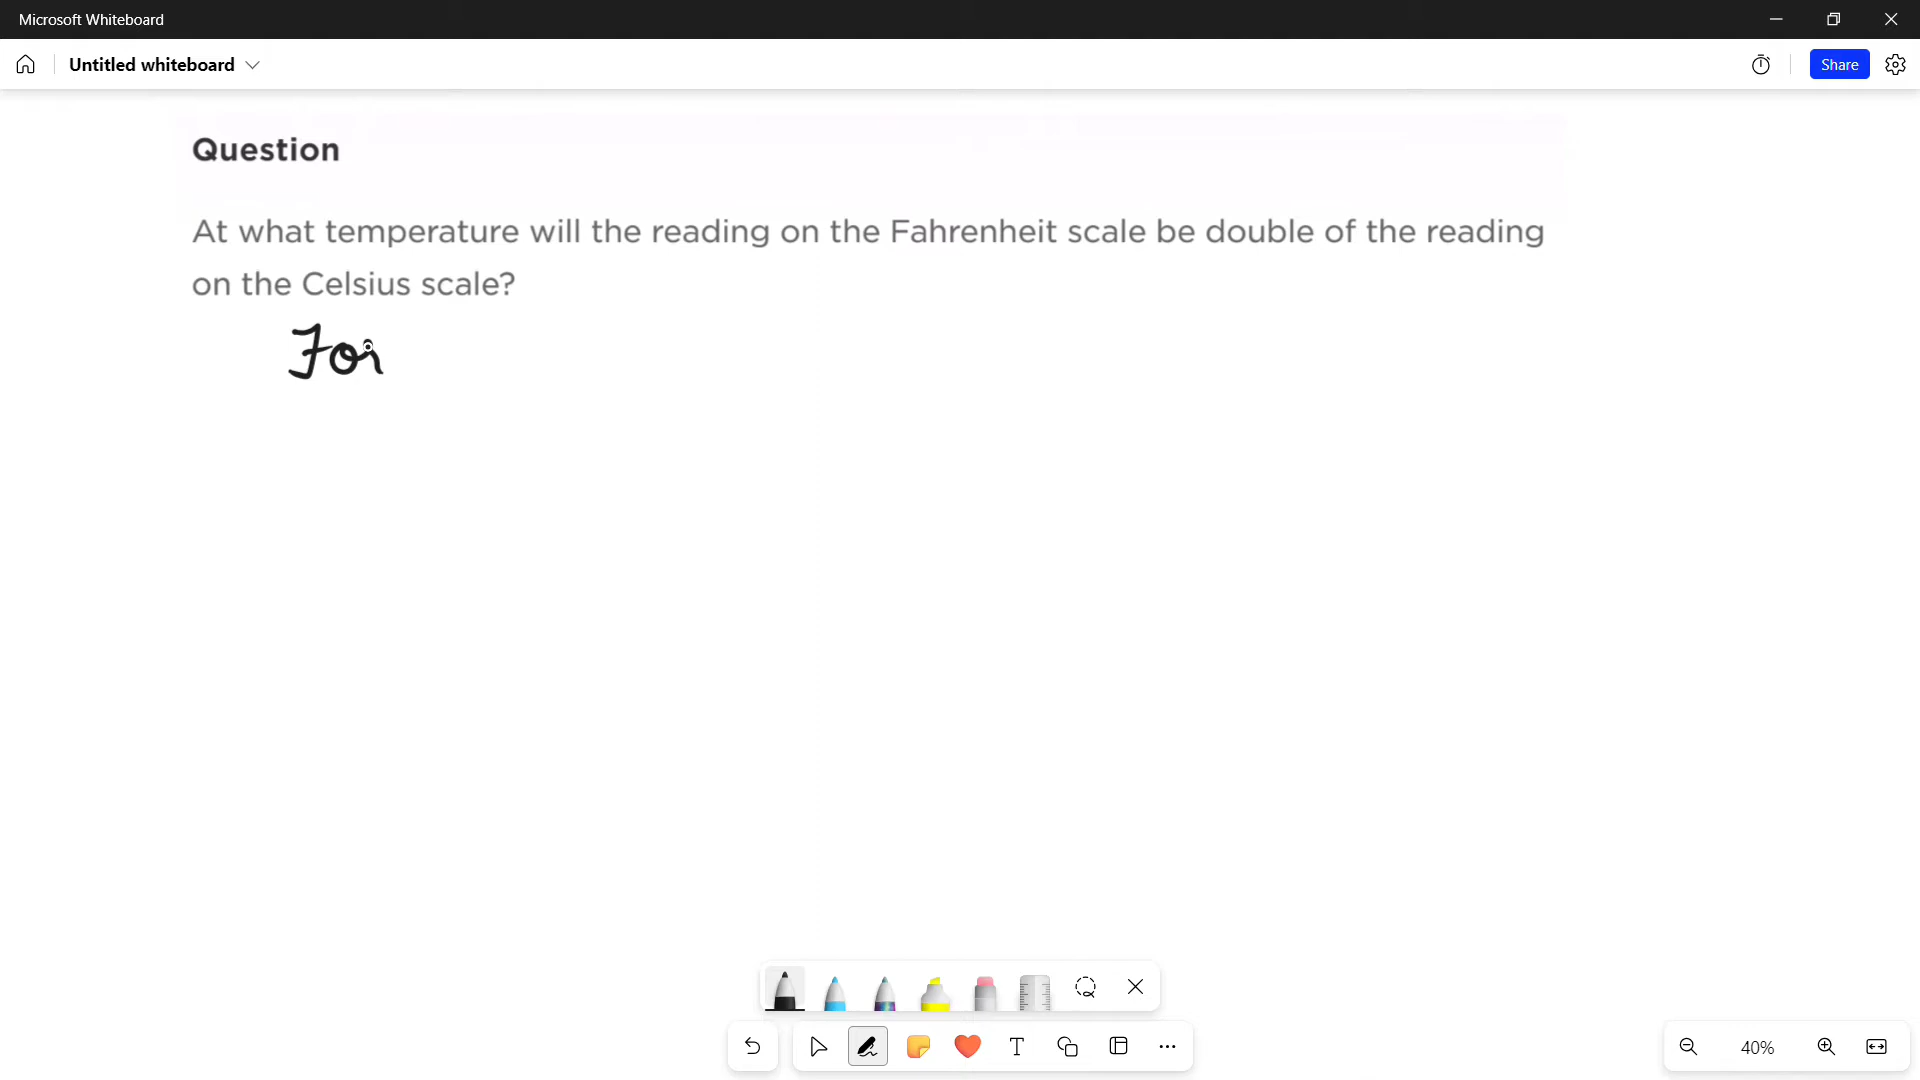 Microsoft Whiteboard
Untitled whiteboard
Share
Question
At what temperature will the reading on the Fahrenheit scale be double of the reading
on the Celsius scale?
For
40%